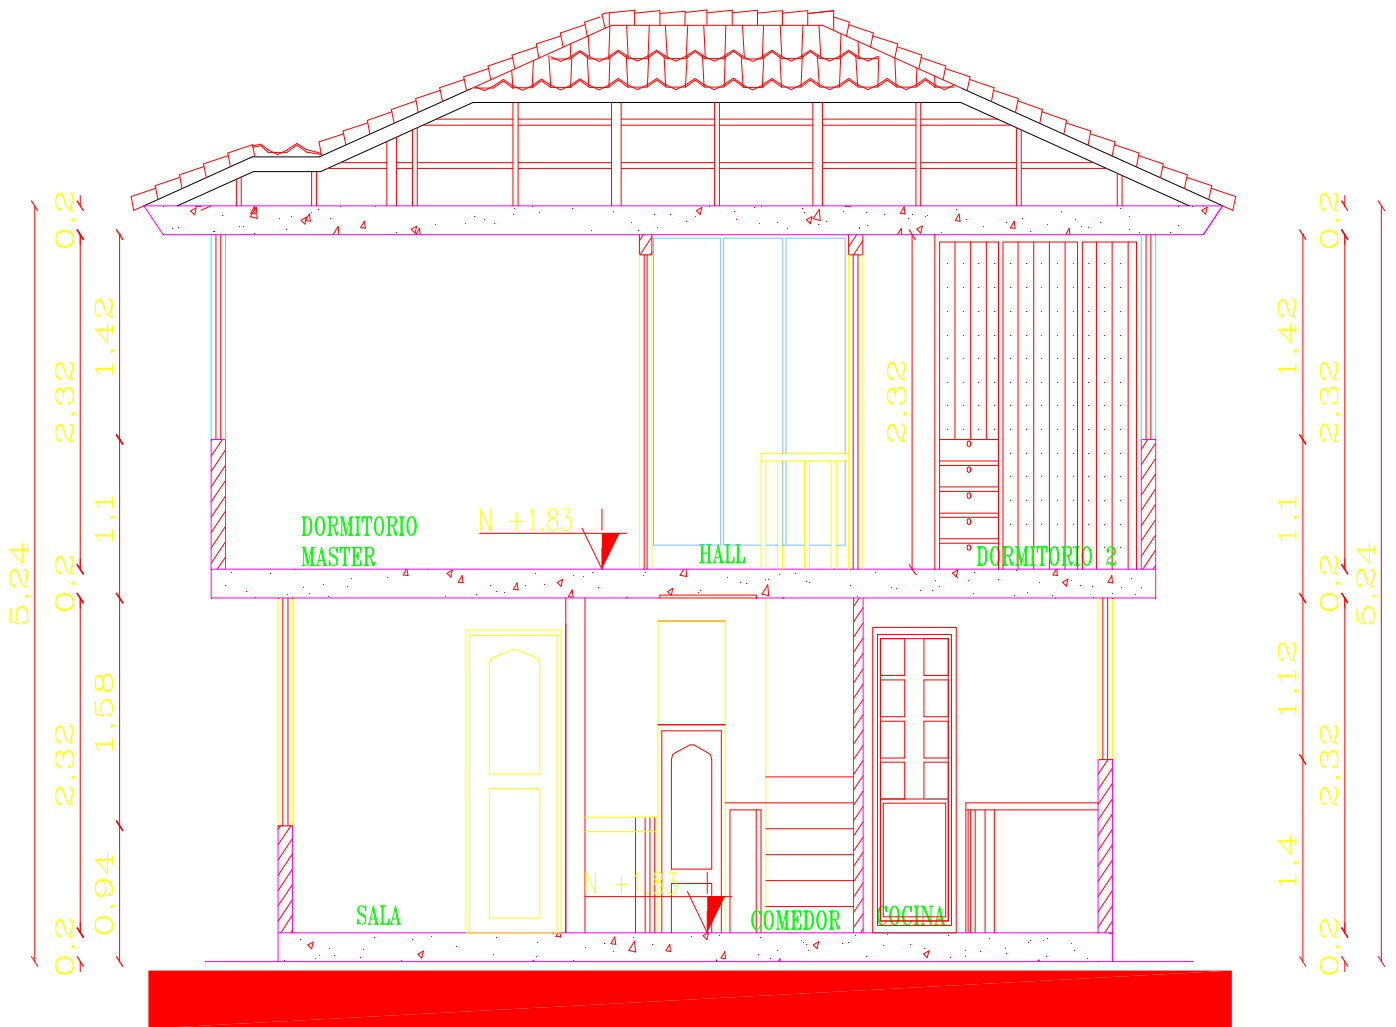 0,2
0,2
1,42
1,42
2,32
2,32
2,32
1,1
1,1
N +1.83
DORMITORIO
MASTER
HALL
DORMITORIO 2
5,24
5,24
0,2
0,2
1,58
1,12
2,32
2,32
0,94
1,4
N +1.83
SALA
COMEDOR
COCINA
0,2
0,2